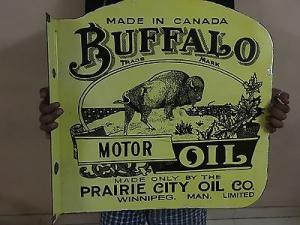 MADE IN CANADA
BUFFALO
TRADE MARK
MOTOR OIL
MADE ONLY BY THE
PRAIRIE CITY OIL CO.
WINNIPEG. MAN. LIMITED